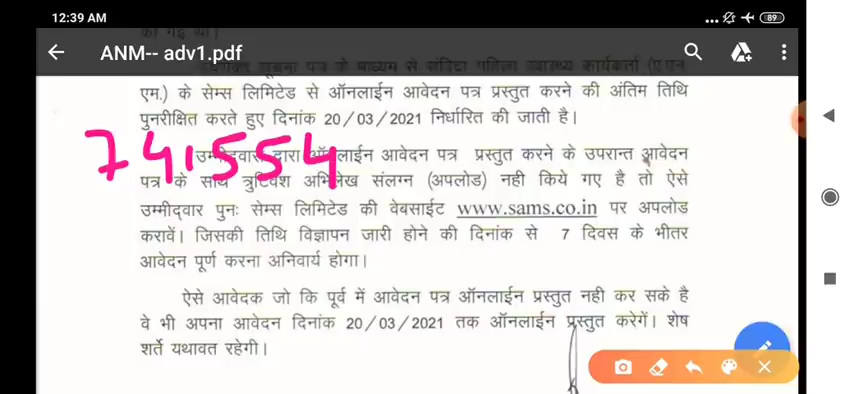 12:39 AM
89
ANM-- adv1.pdf
एम.) के सेम्स लिमिटेड से ऑनलाईन आवेदन पत्र प्रस्तुत करने की अंतिम तिथि
पुनरीक्षित करते हुए दिनांक 20/03/2021 निर्धारित की जाती है।
741554
उम्मीदवारों द्वारा ऑनलाईन आवेदन पत्र प्रस्तुत करने के उपरान्त आवेदन
पत्र के साथ त्रुटिवश अभिलेख संलग्न (अपलोड) नही किये गए है तो ऐसे
उम्मीद्वार पुनः सेम्स लिमिटेड की वेबसाईट www.sams.co.in पर अपलोड
करावें। जिसकी तिथि विज्ञापन जारी होने की दिनांक से 7 दिवस के भीतर
आवेदन पूर्ण करना अनिवार्य होगा।
ऐसे आवेदक जो कि पूर्व में आवेदन पत्र ऑनलाईन प्रस्तुत नही कर सके है
वे भी अपना आवेदन दिनांक 20/03/2021 तक ऑनलाईन प्रस्तुत करेगें। शेष
शर्ते यथावत रहेगी।